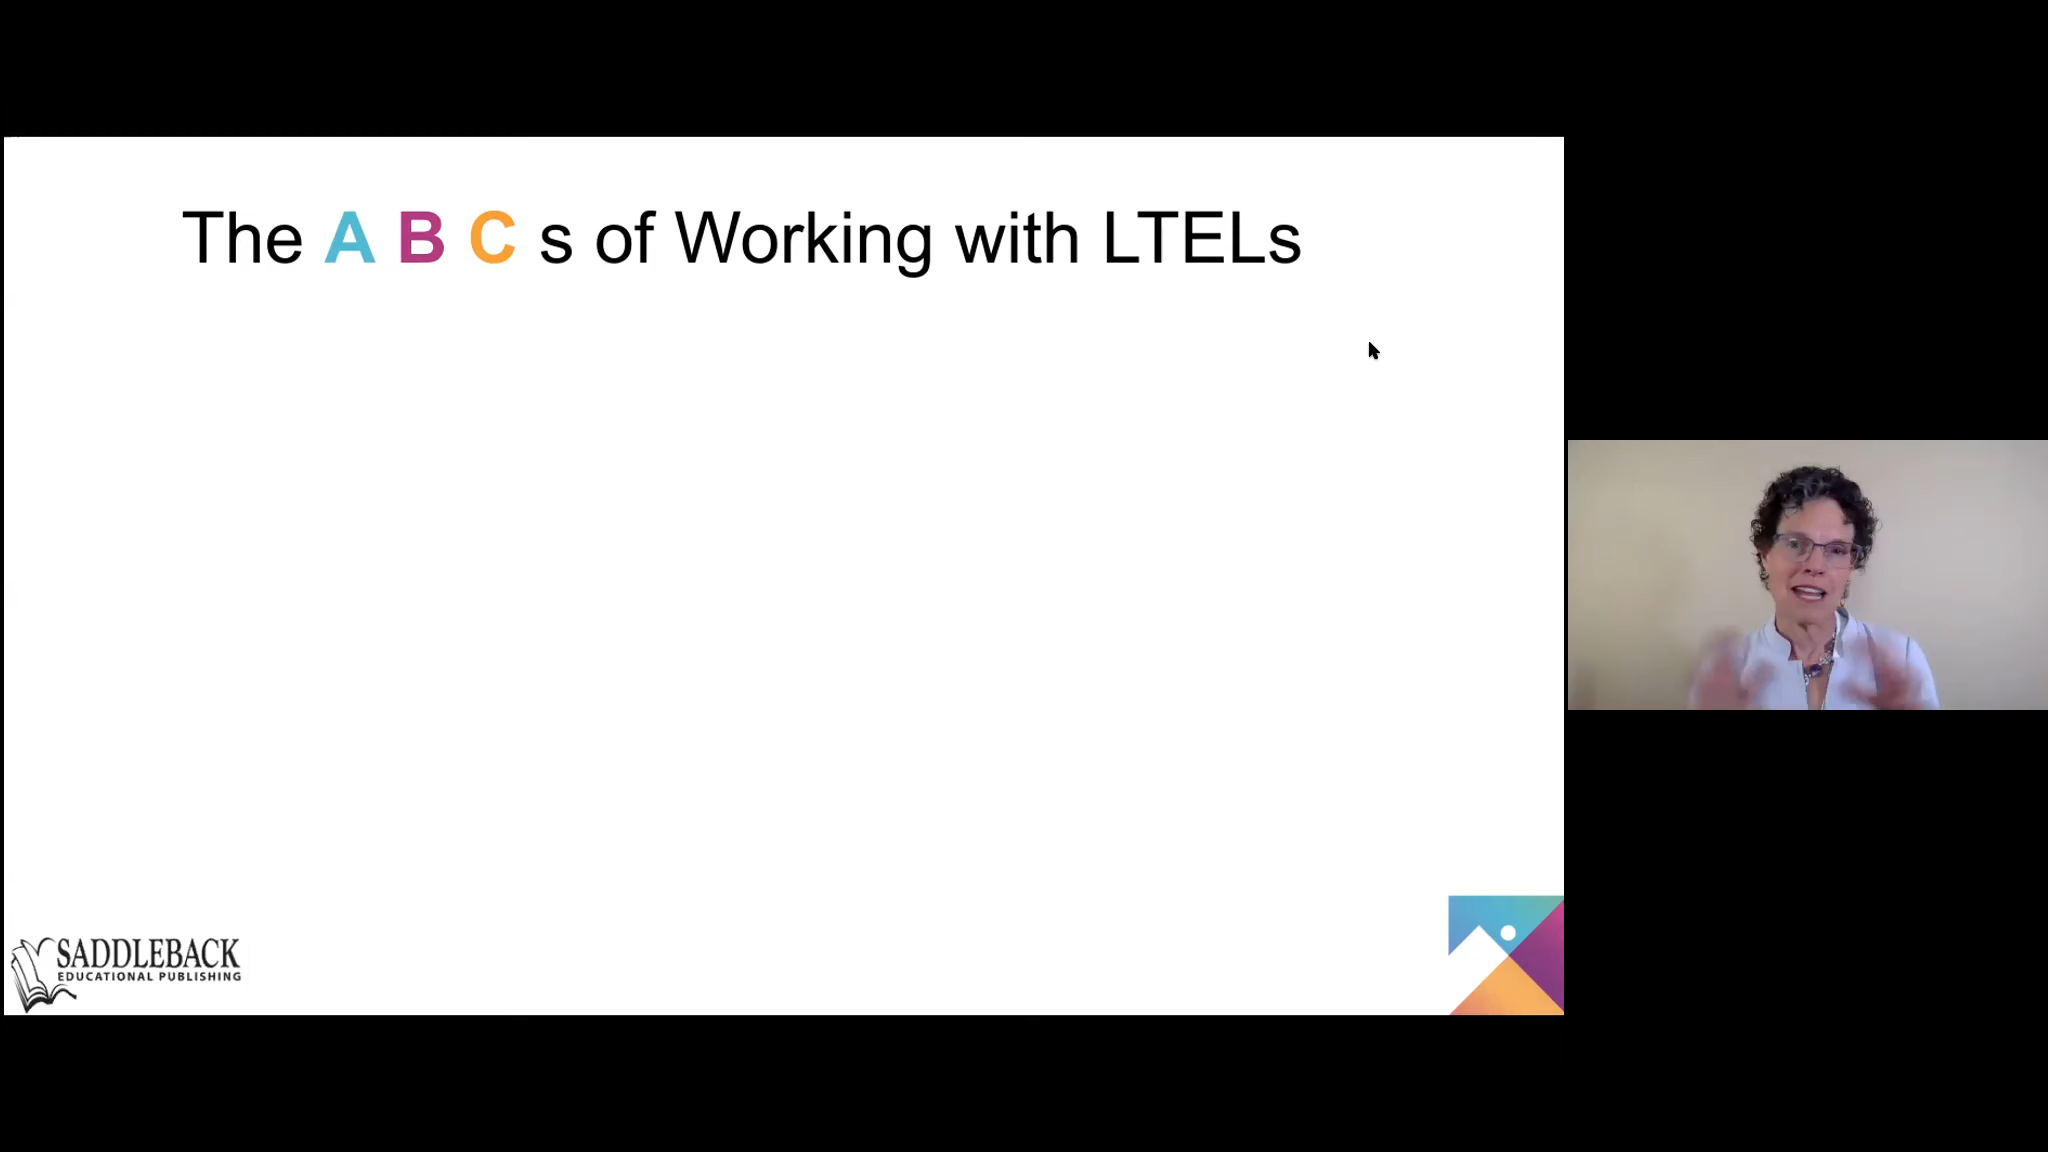 The A B C s of Working with LTELs
SADDLEBACK
EDUCATIONAL PUBLISHING